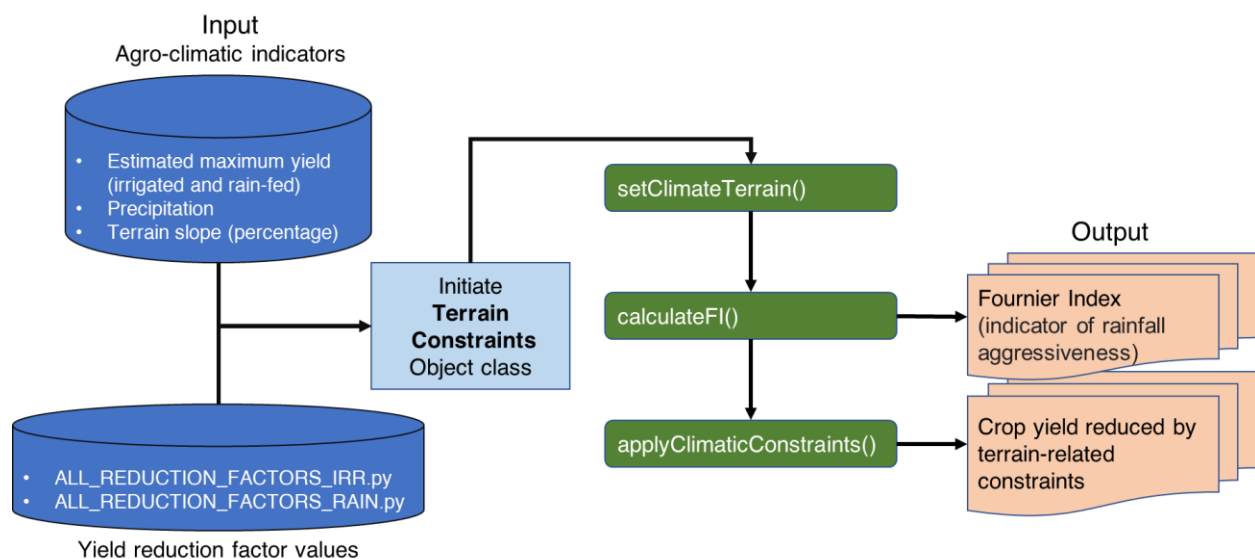 Input
Agro-climatic indicators
• Estimated maximum yield
(irrigated and rain-fed)
• Precipitation
• Terrain slope (percentage)
Initiate
Terrain
Constraints
Object class
• ALL_REDUCTION_FACTORS_IRR.py
• ALL_REDUCTION_FACTORS_RAIN.py
Yield reduction factor values
setClimateTerrain()
calculateFI()
applyClimaticConstraints()
Output
Fournier Index
(indicator of rainfall
aggressiveness)
Crop yield reduced by
terrain-related
constraints